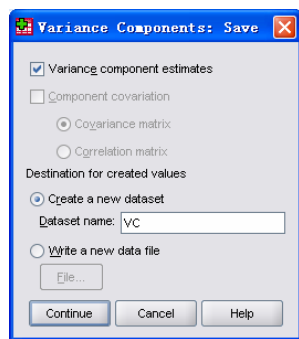 Variance Components: Save
Variance component estimates
Component covariation
Covariance matrix
Correlation matrix
Destination for created values
Create a new dataset
Dataset name: VC
Write a new data file
File...
Continue Cancel Help